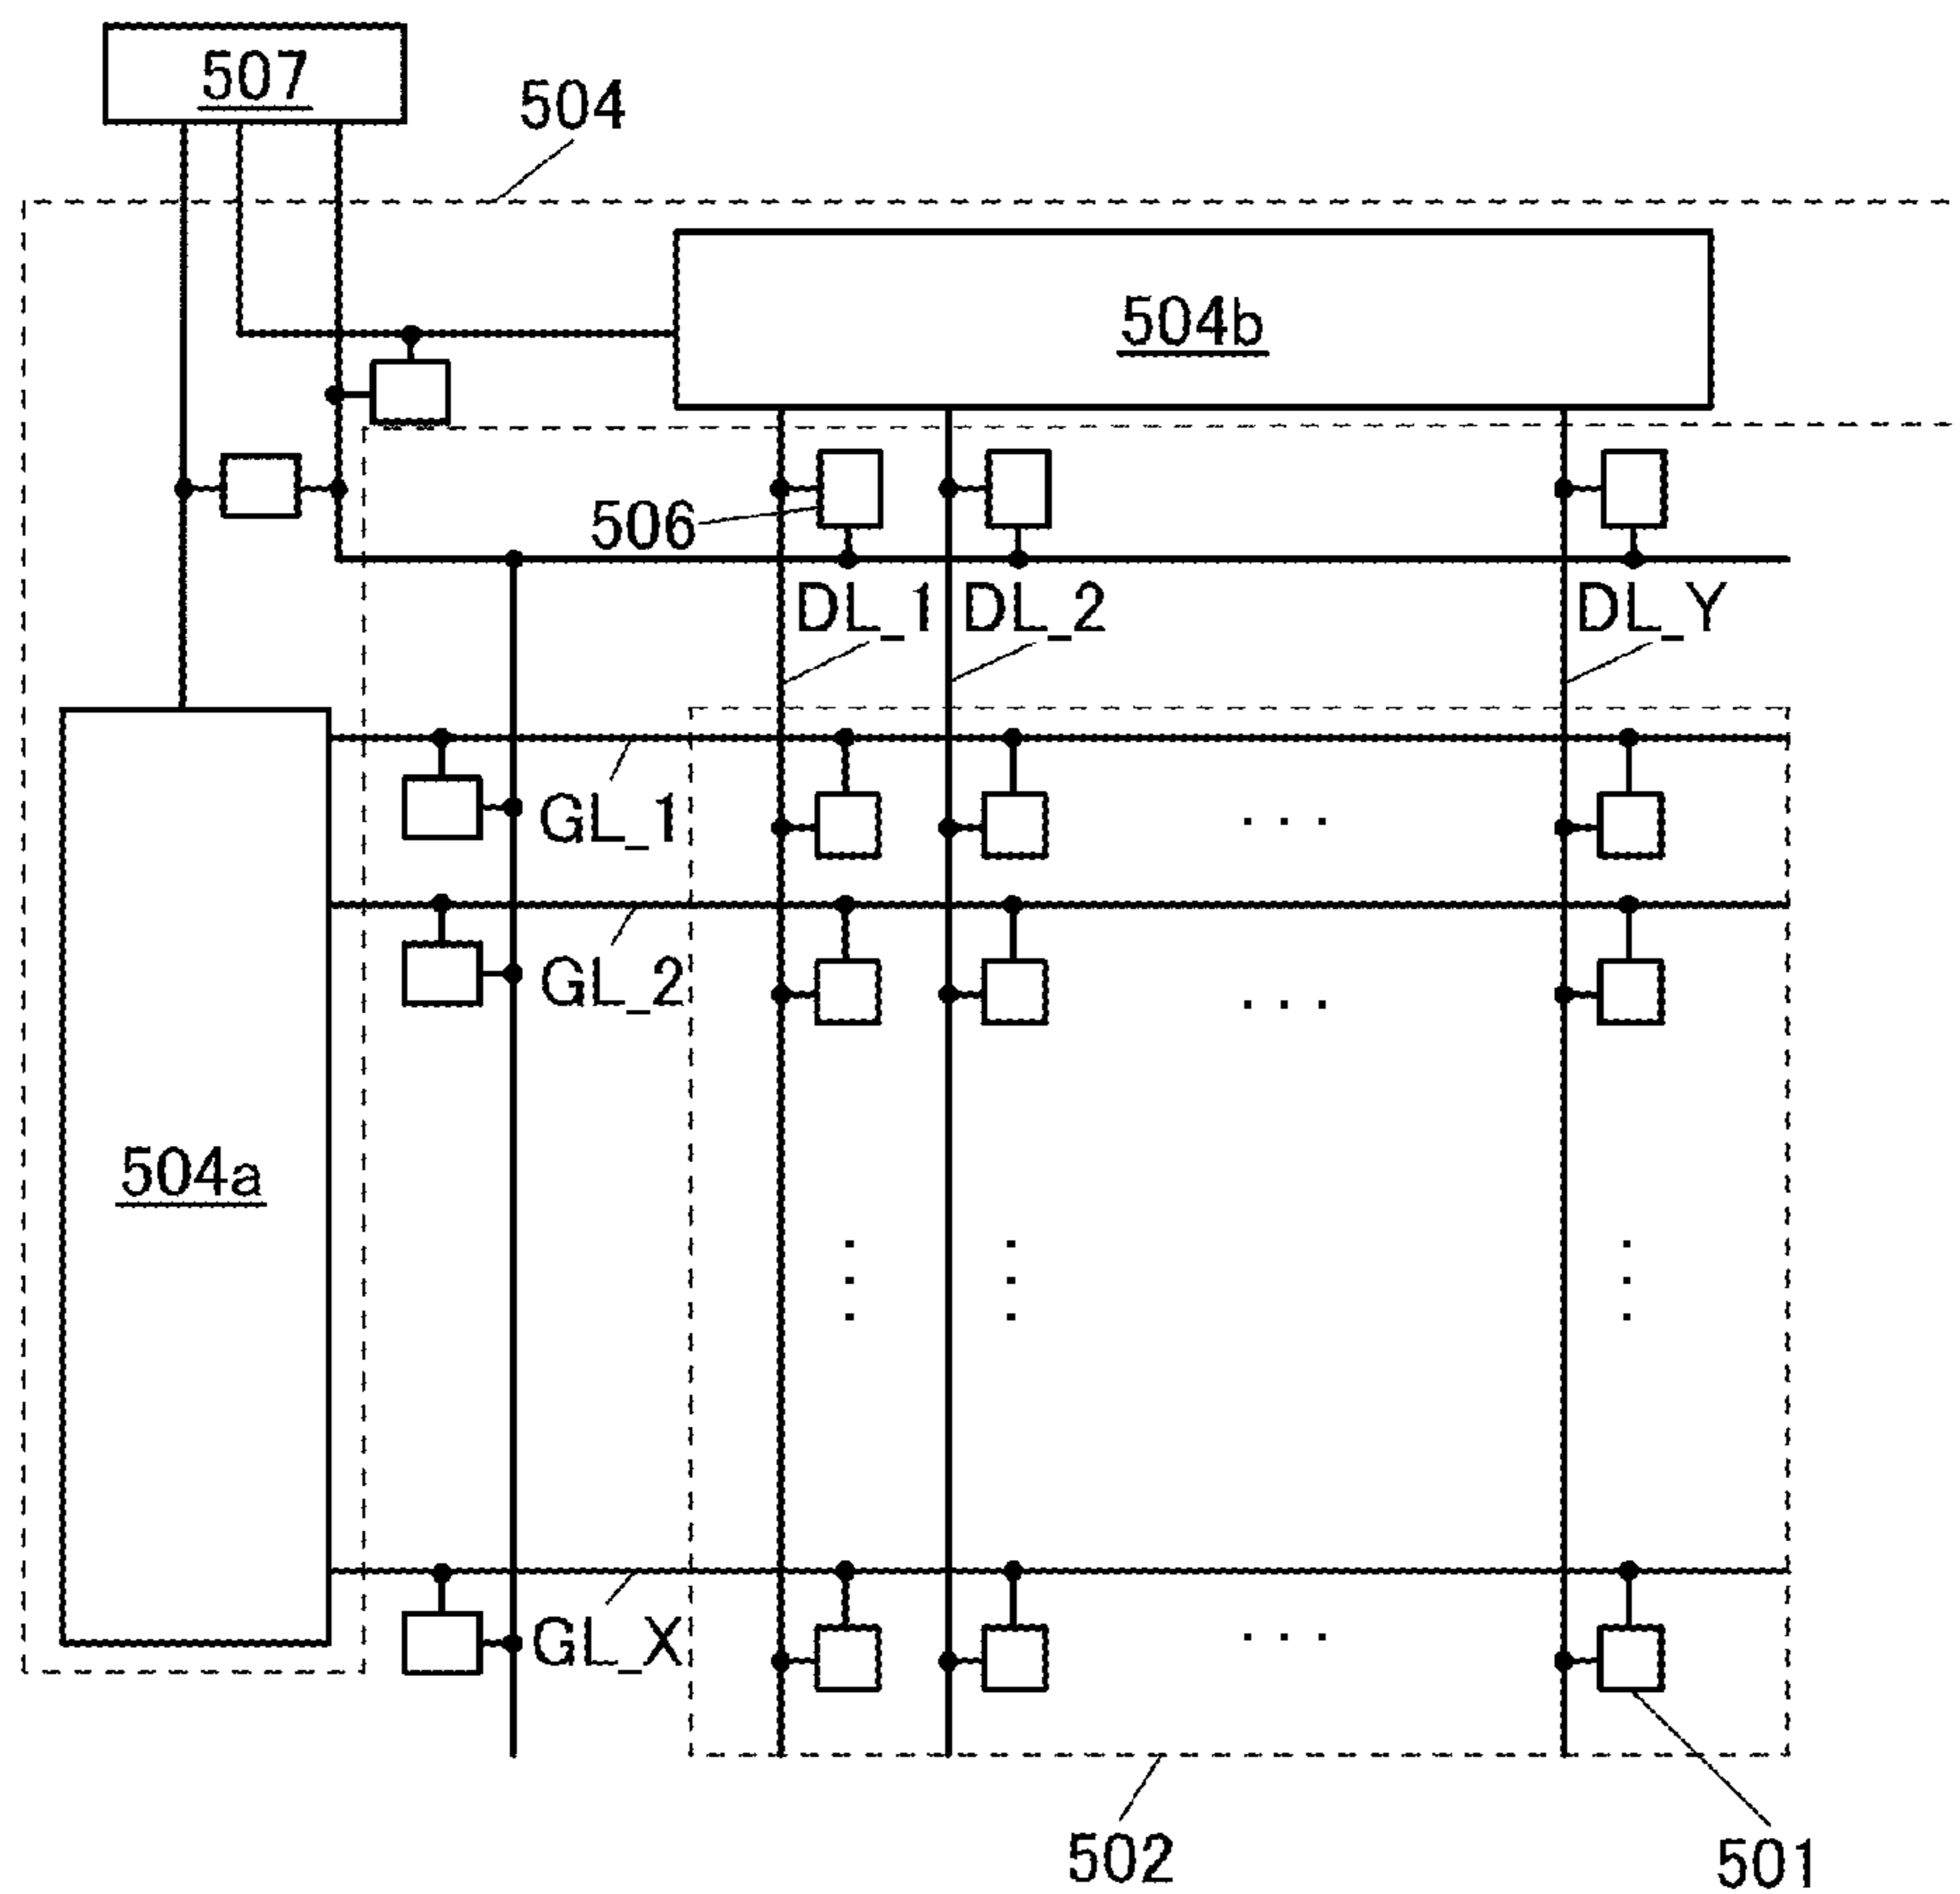 507
504
504b
506
DL_1 DL_2 DL_Y
GL_1
. . .
GL_2
. . .
504a
GL_X
. . .
502
501